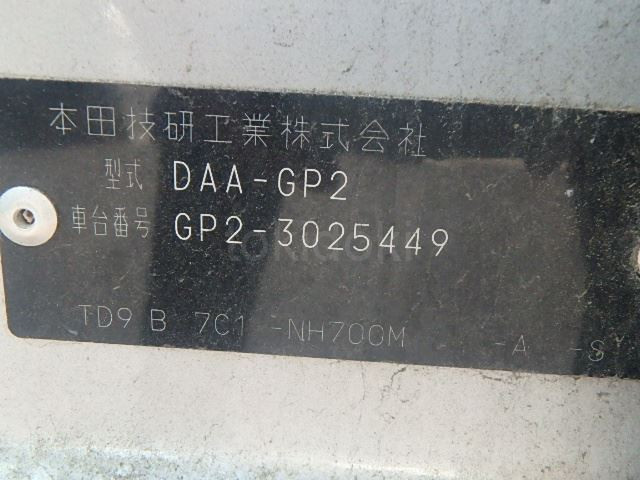 本田技研工業株式会社
型式 DAA-GP2
車台番号 GP2-3025449
TD9 B 7C1 -NH700M -A -S